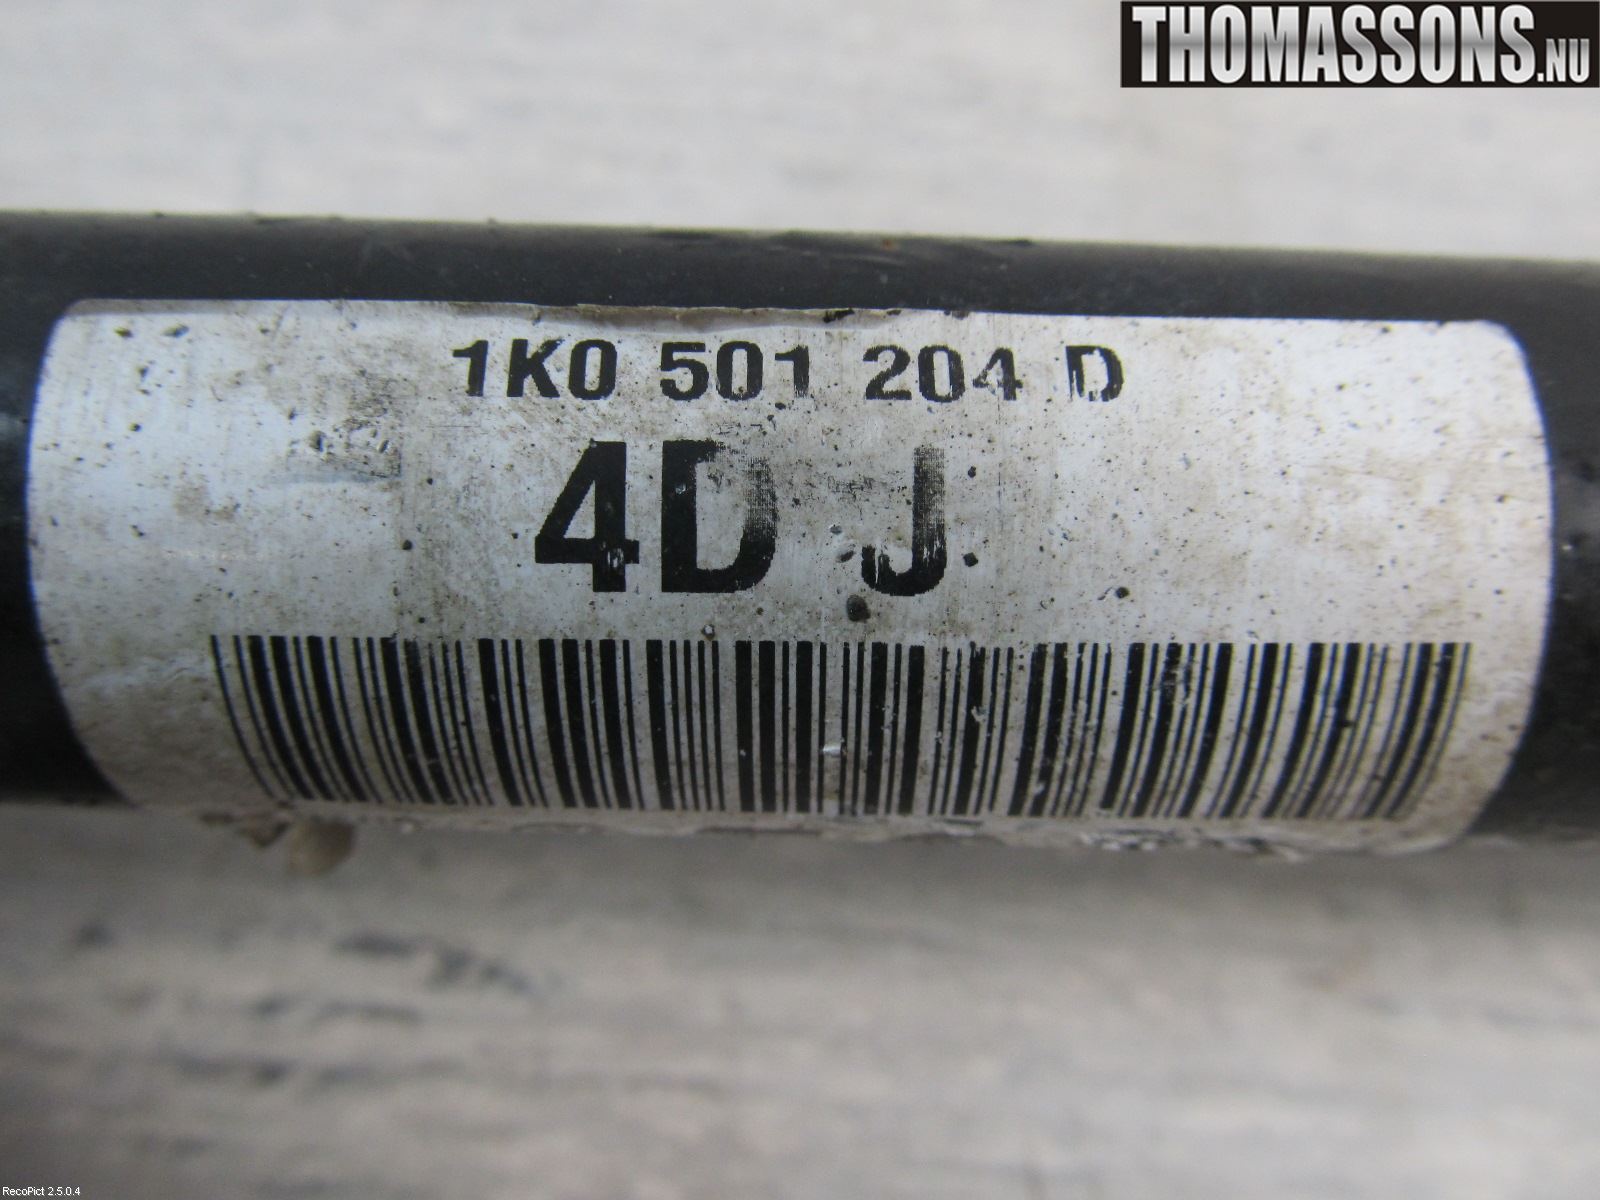 THOMASSONS.NU
1K0 501 204 D
4D J
RecoPict 2.5.0.4